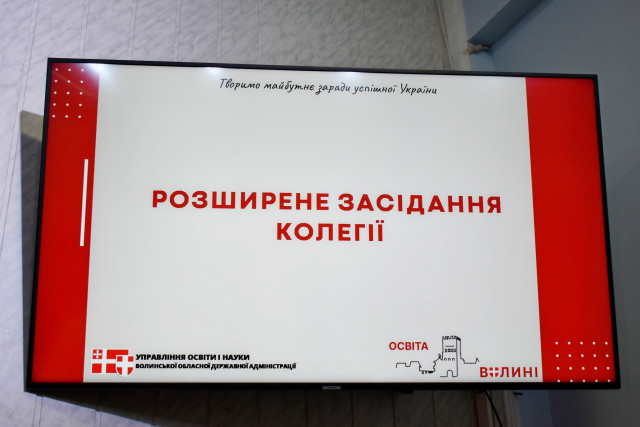 Творимо майбутнє заради успішної України
РОЗШИРЕНЕ ЗАСІДАННЯ
КОЛЕГІЇ
УПРАВЛІННЯ ОСВІТИ І НАУКИ
ВОЛИНСЬКОЇ ОБЛАСНОЇ ДЕРЖАВНОЇ АДМІНІСТРАЦІЇ
ОСВІТА
ВОЛИНІ